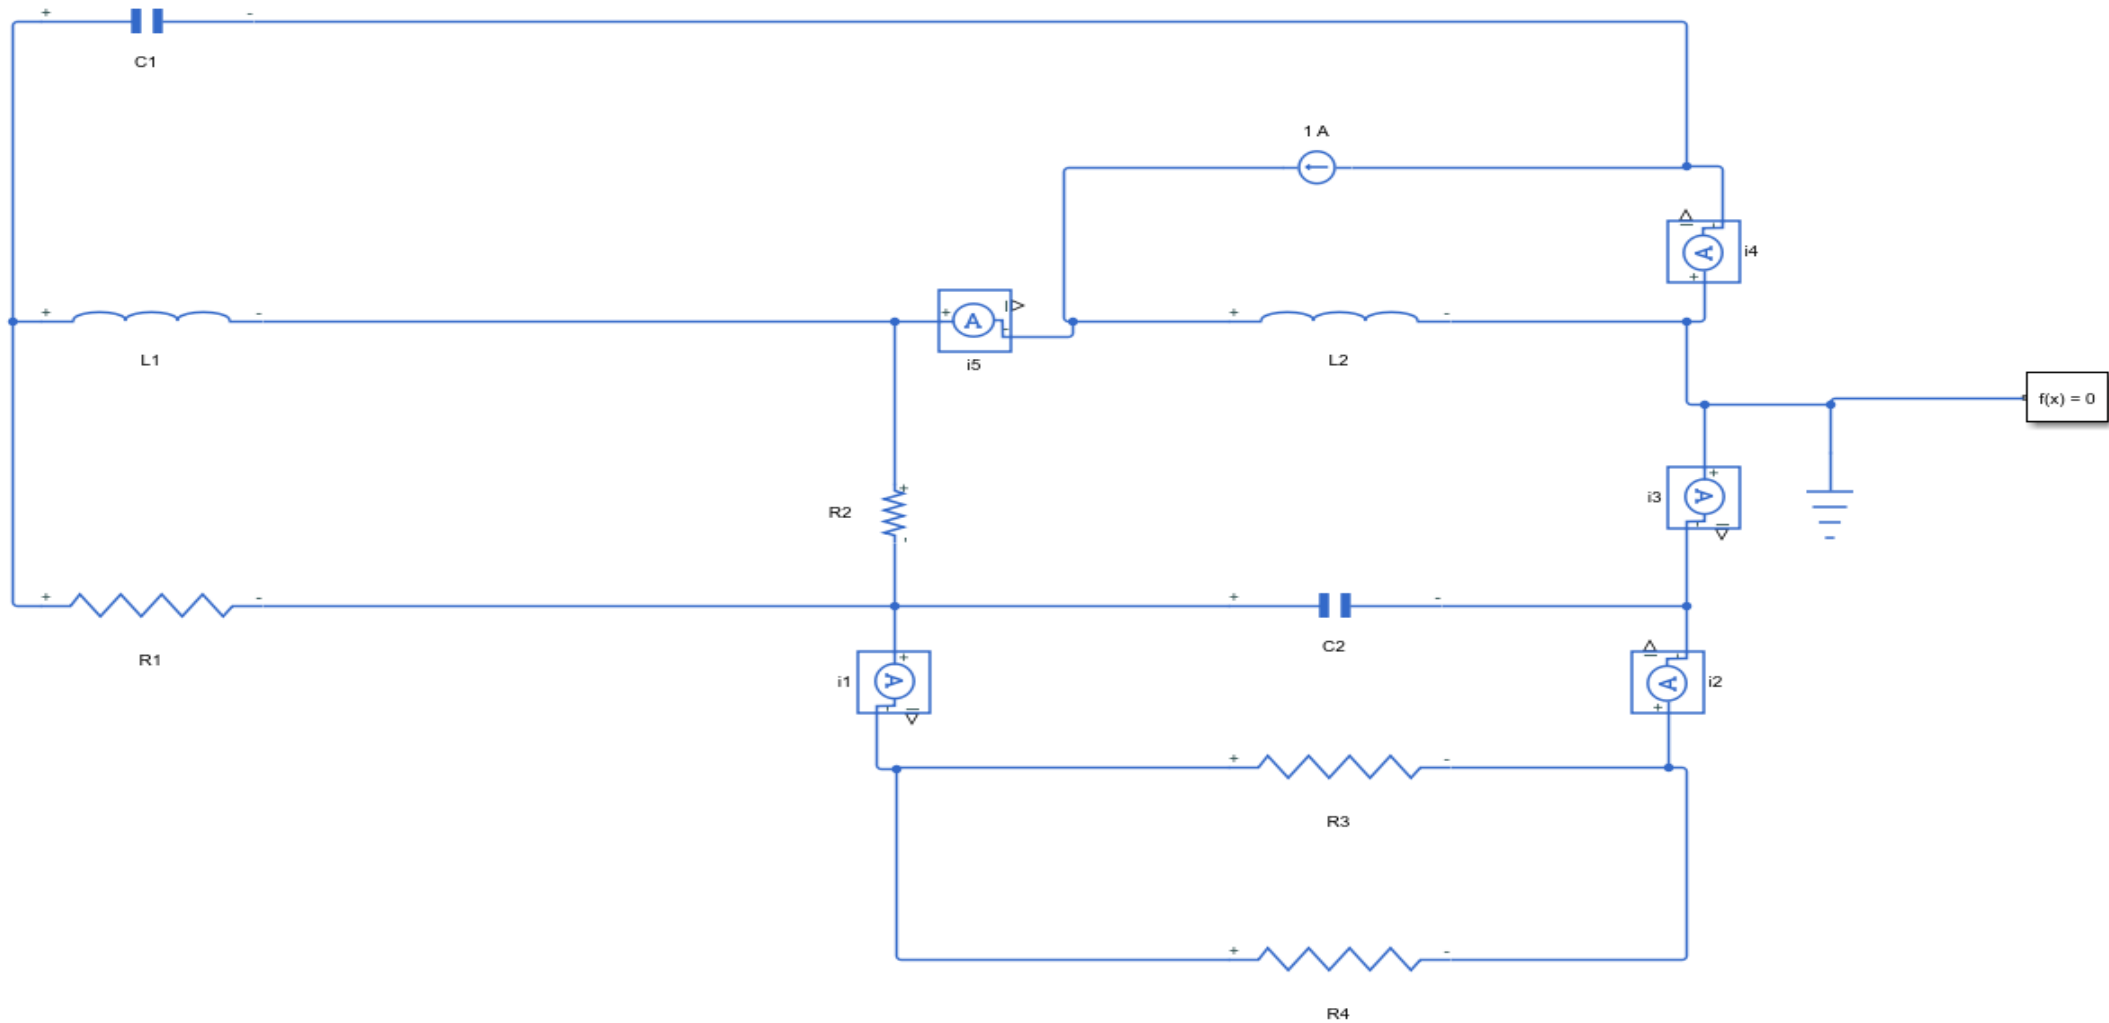 + -
C1
1 A
i4
+ -
L1
i5
+ -
L2
f(x) = 0
R2
i3
+ -
R1
+ -
C2
i1
i2
+ -
R3
+ -
R4